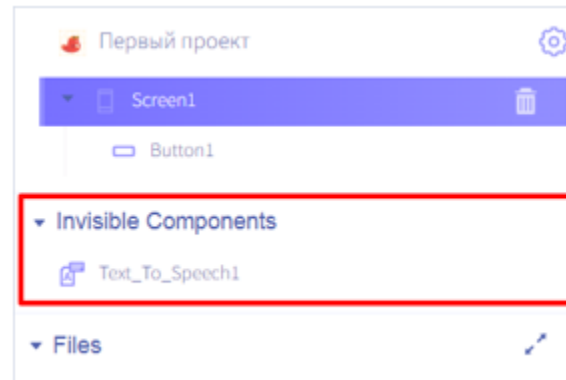 Первый проект
Screen1
Button1
Invisible Components
Text_To_Speech1
Files